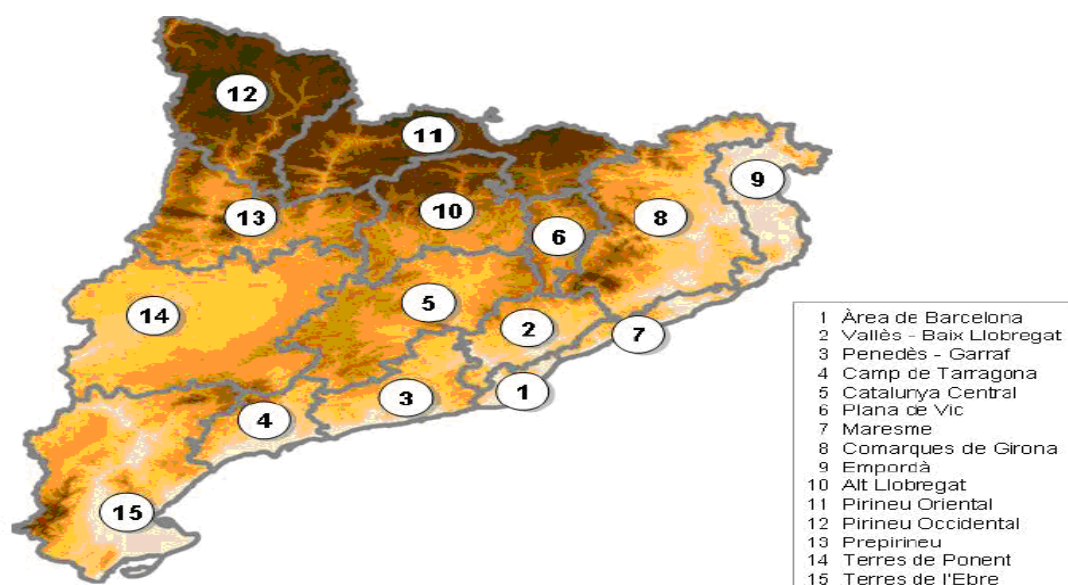 12
11
9
13
10
8
6
5
14
2
7
1
3
4
15
1 Àrea de Barcelona
2 Vallès - Baix Llobregat
3 Penedès - Garraf
4 Camp de Tarragona
5 Catalunya Central
6 Plana de Vic
7 Maresme
8 Comarques de Girona
9 Empordà
10 Alt Llobregat
11 Pirineu Oriental
12 Pirineu Occidental
13 Prepirineu
14 Terres de Ponent
15 Terres de l'Ebre